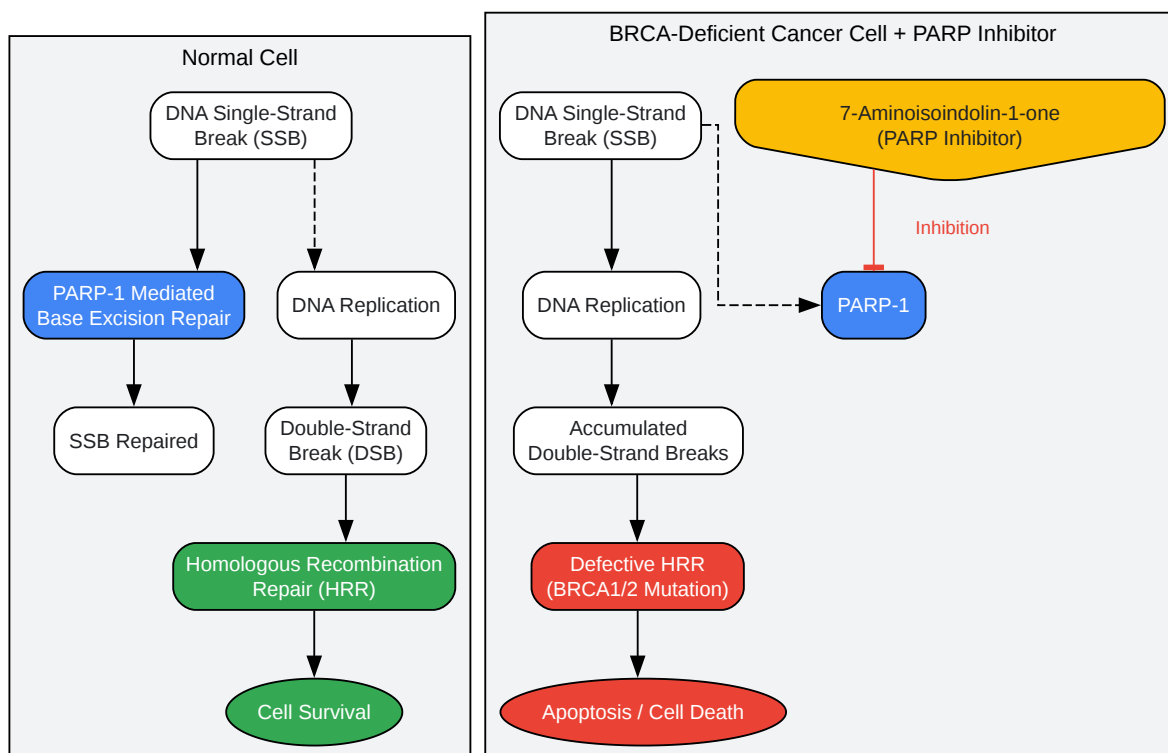 Normal Cell
DNA Single-Strand
Break (SSB)
PARP-1 Mediated
Base Excision Repair
DNA Replication
SSB Repaired
Double-Strand
Break (DSB)
Homologous Recombination
Repair (HRR)
Cell Survival
BRCA-Deficient Cancer Cell + PARP Inhibitor
DNA Single-Strand
Break (SSB)
7-Aminoisoindolin-1-one
(PARP Inhibitor)
Inhibition
DNA Replication
PARP-1
Accumulated
Double-Strand Breaks
Defective HRR
(BRCA1/2 Mutation)
Apoptosis / Cell Death